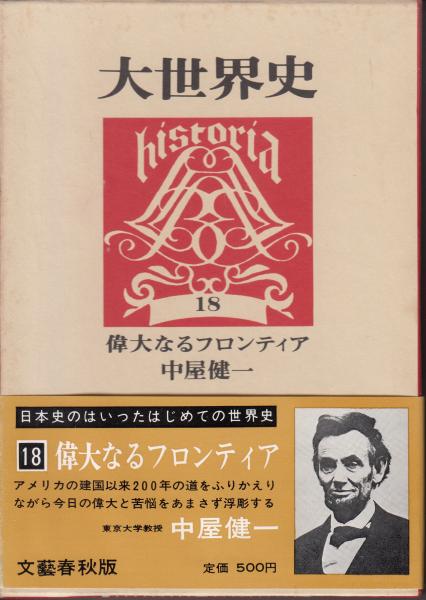 大世界史
historia
18
偉大なるフロンティア
中屋健一
日本史のはいったはじめての世界史
18 偉大なるフロンティア
アメリカの建国以来200年の道をふりかえり
ながら今日の偉大と苦悩をあまさず浮彫する
東京大学教授 中屋健一
文藝春秋版 定価 500円